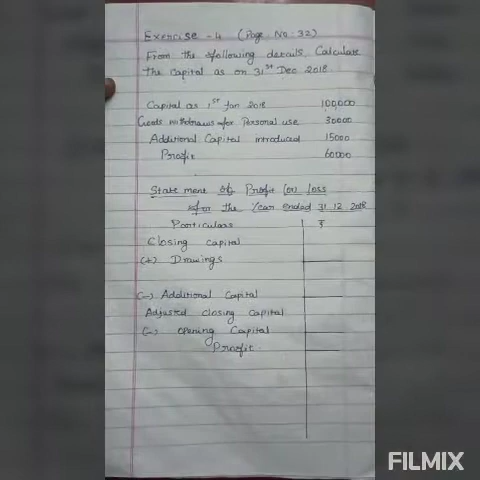 Exercise - 4 (Page No: 32)
From the following details Calculate
the Capital as on 31st Dec 2018.
Capital as 1st Jan 2018 1,00,000
Goods withdrawn for Personal use 30000
Additional Capital introduced 15000
Profit 60000
Statement of Profit (or) loss
for the Year ended 31.12.2018
Particulars ₹
Closing capital
(+) Drawings
(-) Additional Capital
Adjusted closing capital
(-) Opening Capital
Profit.
FILMIX